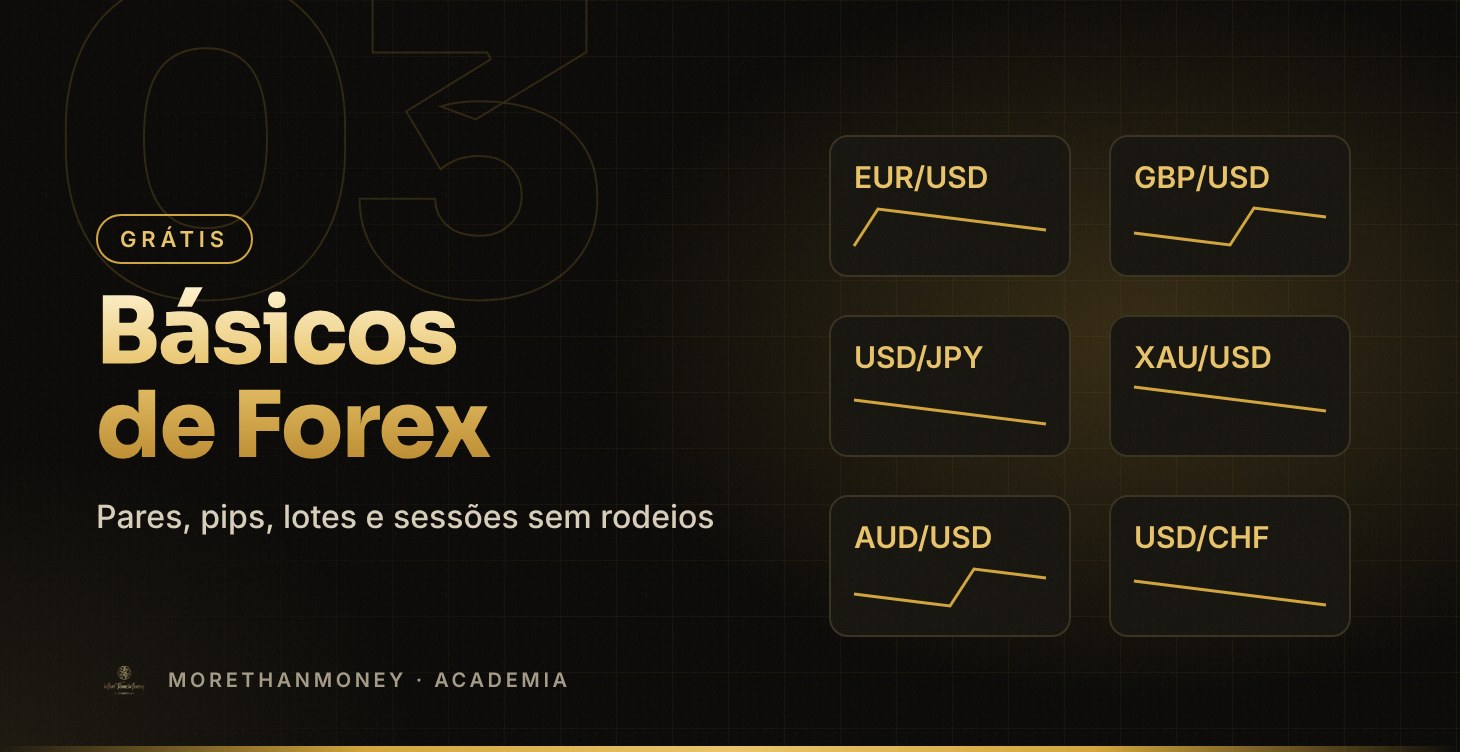 03
GRÁTIS
Básicos
de Forex
Pares, pips, lotes e sessões sem rodeios
MORETHANMONEY · ACADEMIA
EUR/USD
GBP/USD
USD/JPY
XAU/USD
AUD/USD
USD/CHF